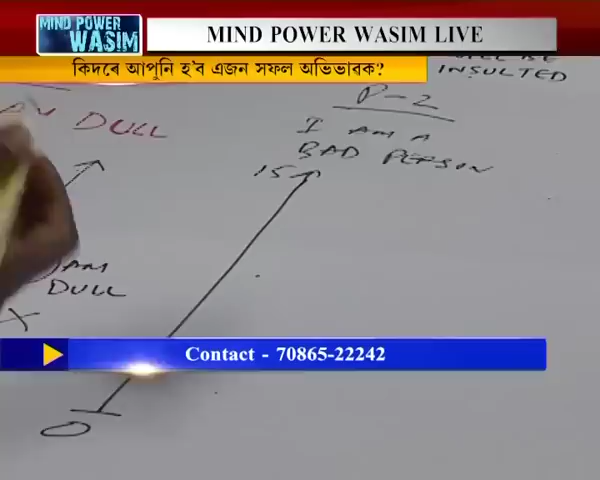 MIND POWER
WASIM
MIND POWER WASIM LIVE
কিদৰে আপুনি হ'ব এজন সফল অভিভাৱক?
BE
INSULTED
P-2
DULL
I AM A
BAD PERSON
15
AM
DULL
X
Contact - 70865-22242
0